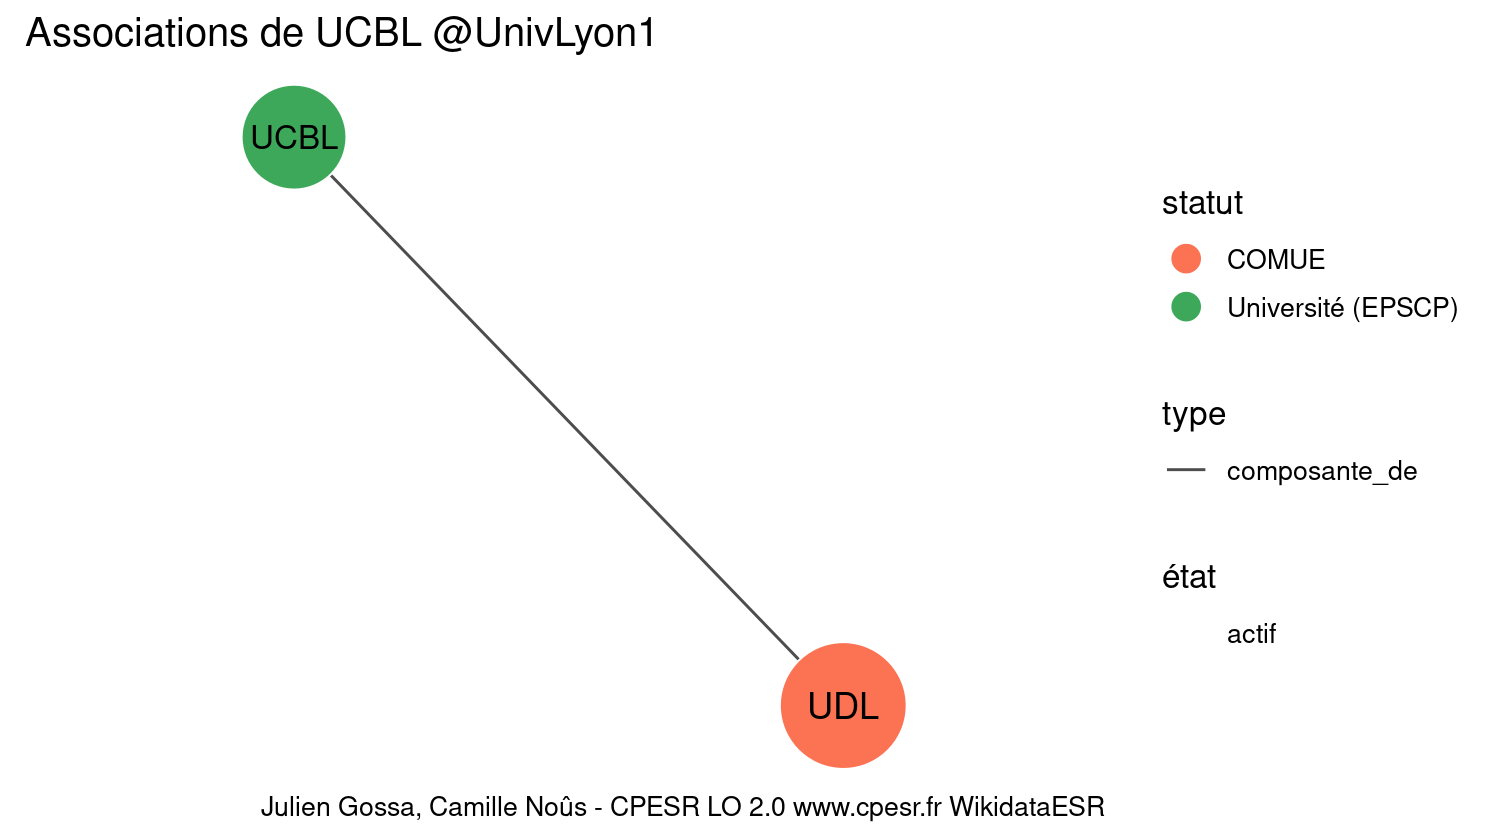 Associations de UCBL @UnivLyon1
UCBL
UDL
statut
COMUE
Université (EPSCP)
type
composante_de
état
actif
Julien Gossa, Camille Noûs - CPESR LO 2.0 www.cpesr.fr WikidataESR